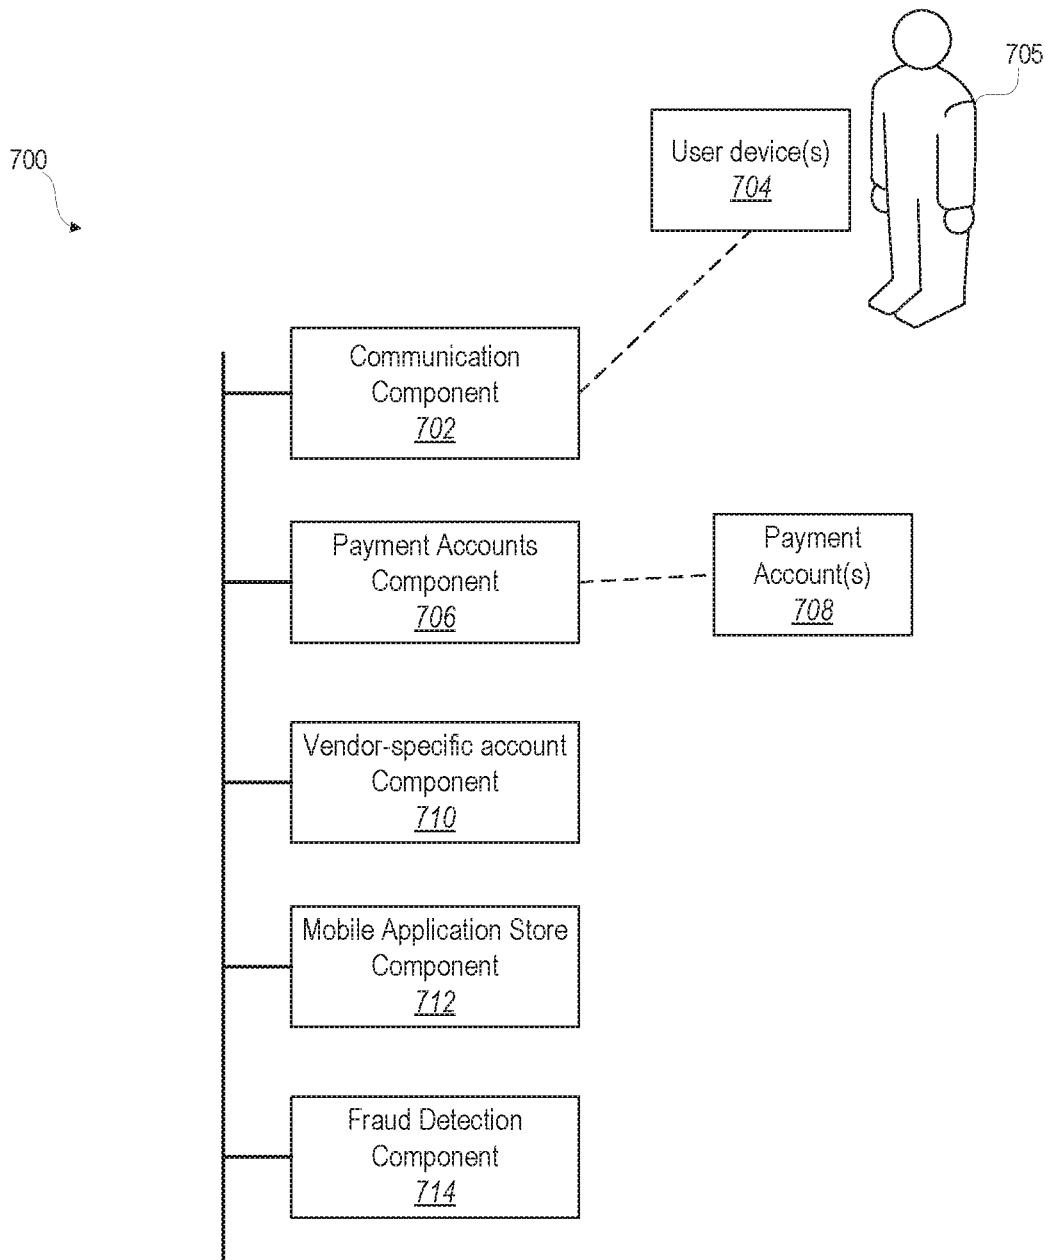 705
User device(s)
704
700
Communication
Component
702
Payment Accounts
Component
706
Payment
Account(s)
708
Vendor-specific account
Component
710
Mobile Application Store
Component
712
Fraud Detection
Component
714